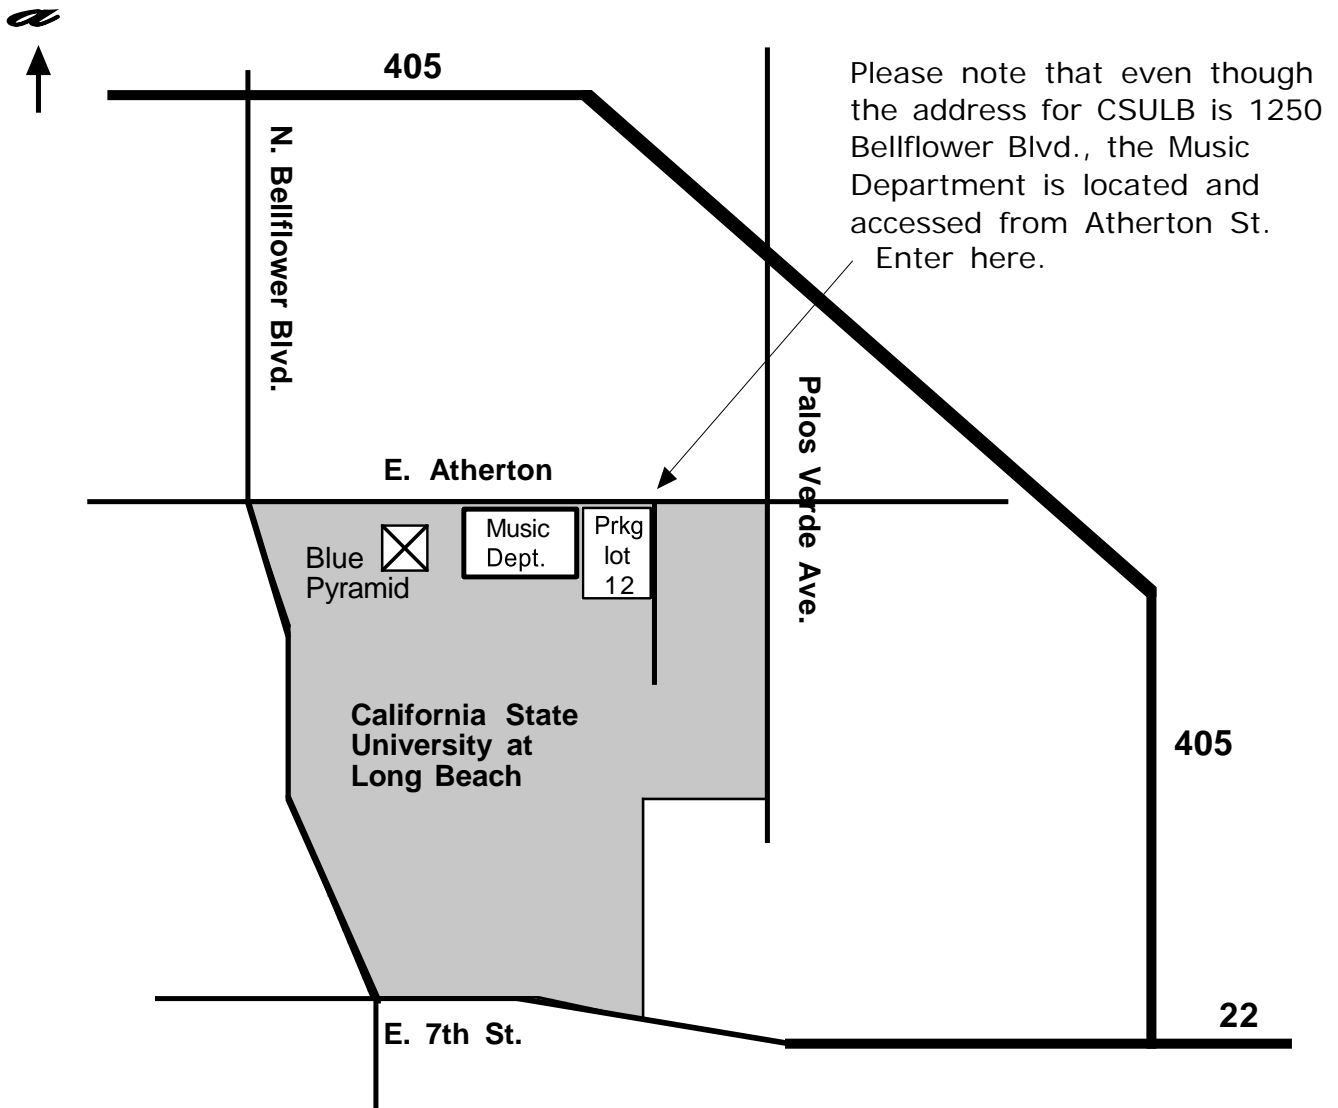 a
405
Please note that even though
the address for CSULB is 1250
Bellflower Blvd., the Music
Department is located and
accessed from Atherton St.
Enter here.
N. Bellflower Blvd.
Palos Verde Ave.
E. Atherton
Music
Dept.
Prkg
lot
12
Blue
Pyramid
California State
University at
Long Beach
405
22
E. 7th St.